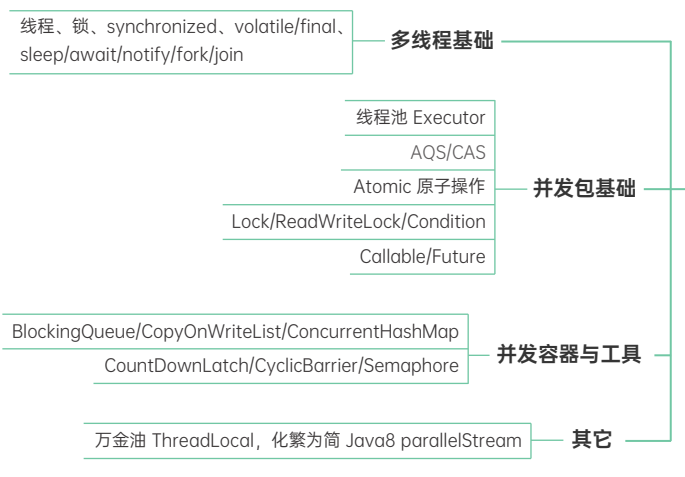 线程、锁、synchronized、volatile/final、
sleep/await/notify/fork/join
多线程基础
线程池 Executor
AQS/CAS
Atomic 原子操作
Lock/ReadWriteLock/Condition
Callable/Future
并发包基础
BlockingQueue/CopyOnWriteList/ConcurrentHashMap
CountDownLatch/CyclicBarrier/Semaphore
并发容器与工具
万金油 ThreadLocal，化繁为简 Java8 parallelStream
其它